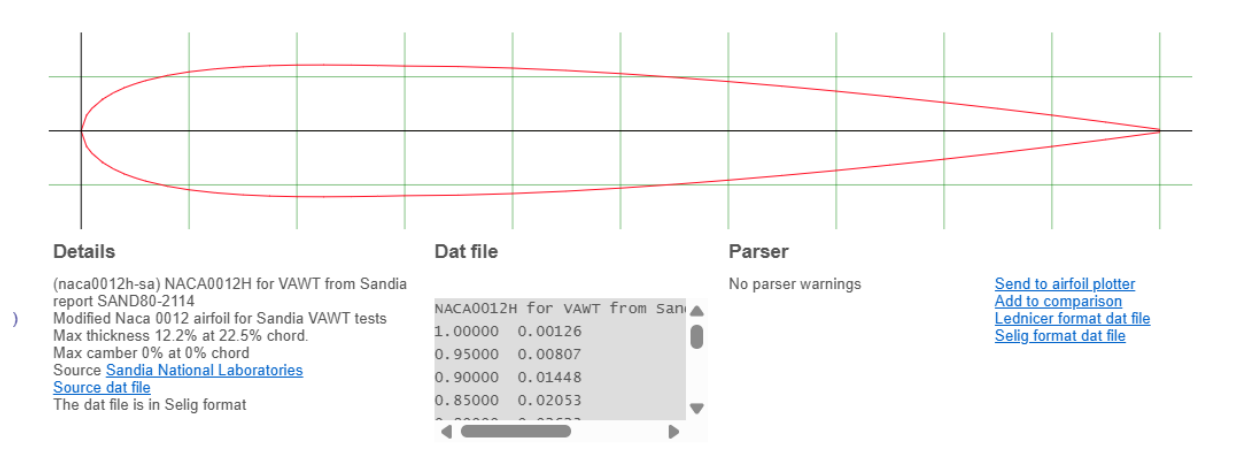 Details
(naca0012h-sa) NACA0012H for VAWT from Sandia
report SAND80-2114
Modified Naca 0012 airfoil for Sandia VAWT tests
Max thickness 12.2% at 22.5% chord.
Max camber 0% at 0% chord
Source Sandia National Laboratories
Source dat file
The dat file is in Selig format
)
Dat file
NACA0012H for VAWT from San
1.00000 0.00126
0.95000 0.00807
0.90000 0.01448
0.85000 0.02053
Parser
No parser warnings
Send to airfoil plotter
Add to comparison
Lednicer format dat file
Selig format dat file